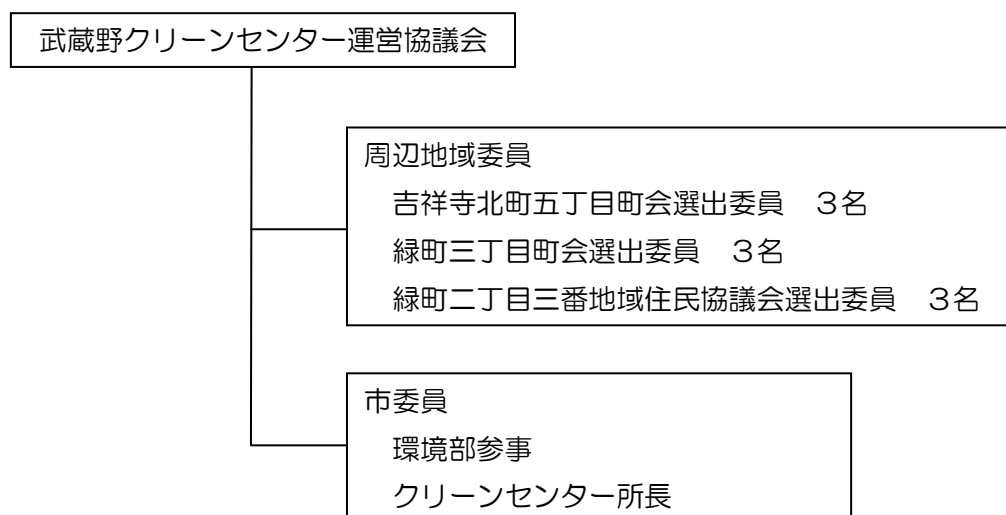 武蔵野クリーンセンター運営協議会
周辺地域委員
吉祥寺北町五丁目町会選出委員　３名
緑町三丁目町会選出委員　３名
緑町二丁目三番地域住民協議会選出委員　３名
市委員
環境部参事
クリーンセンター所長